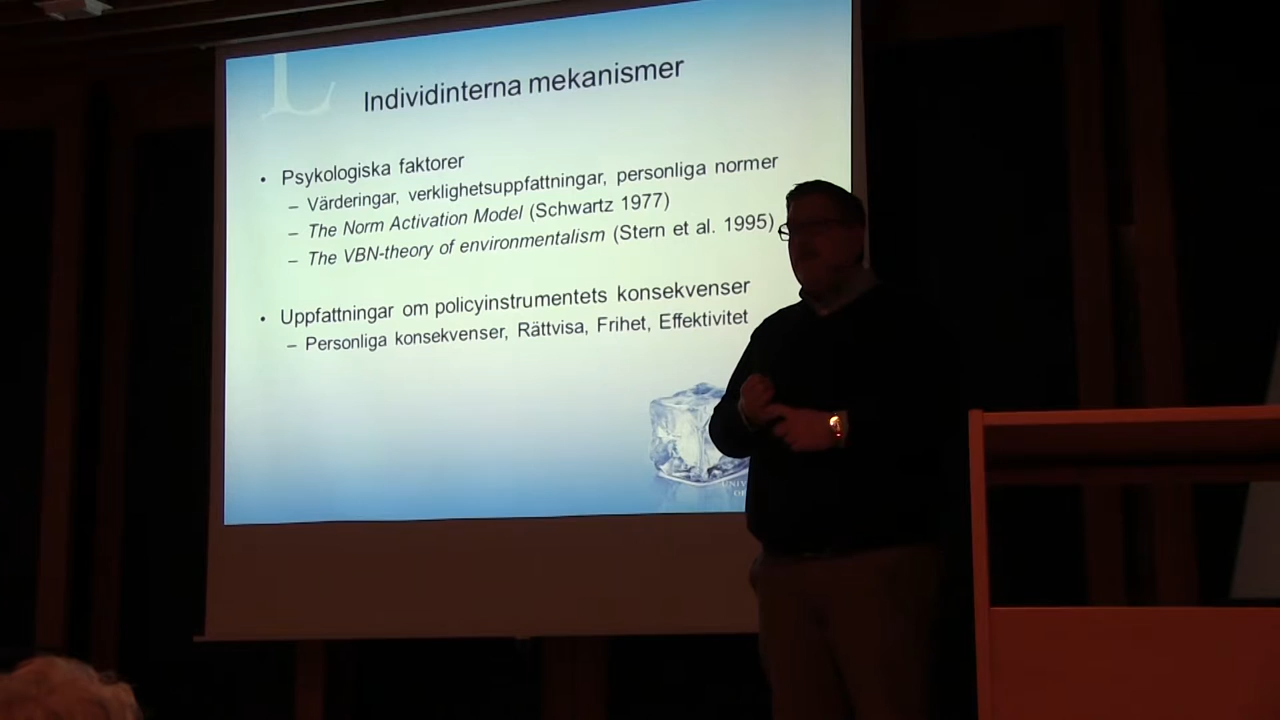 L
Individinterna mekanismer
• Psykologiska faktorer
– Värderingar, verklighetsuppfattningar, personliga normer
– The Norm Activation Model (Schwartz 1977)
– The VBN-theory of environmentalism (Stern et al. 1995)
• Uppfattningar om policyinstrumentets konsekvenser
– Personliga konsekvenser, Rättvisa, Frihet, Effektivitet